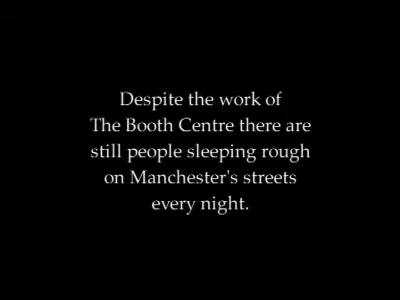 Despite the work of
The Booth Centre there are
still people sleeping rough
on Manchester's streets
every night.